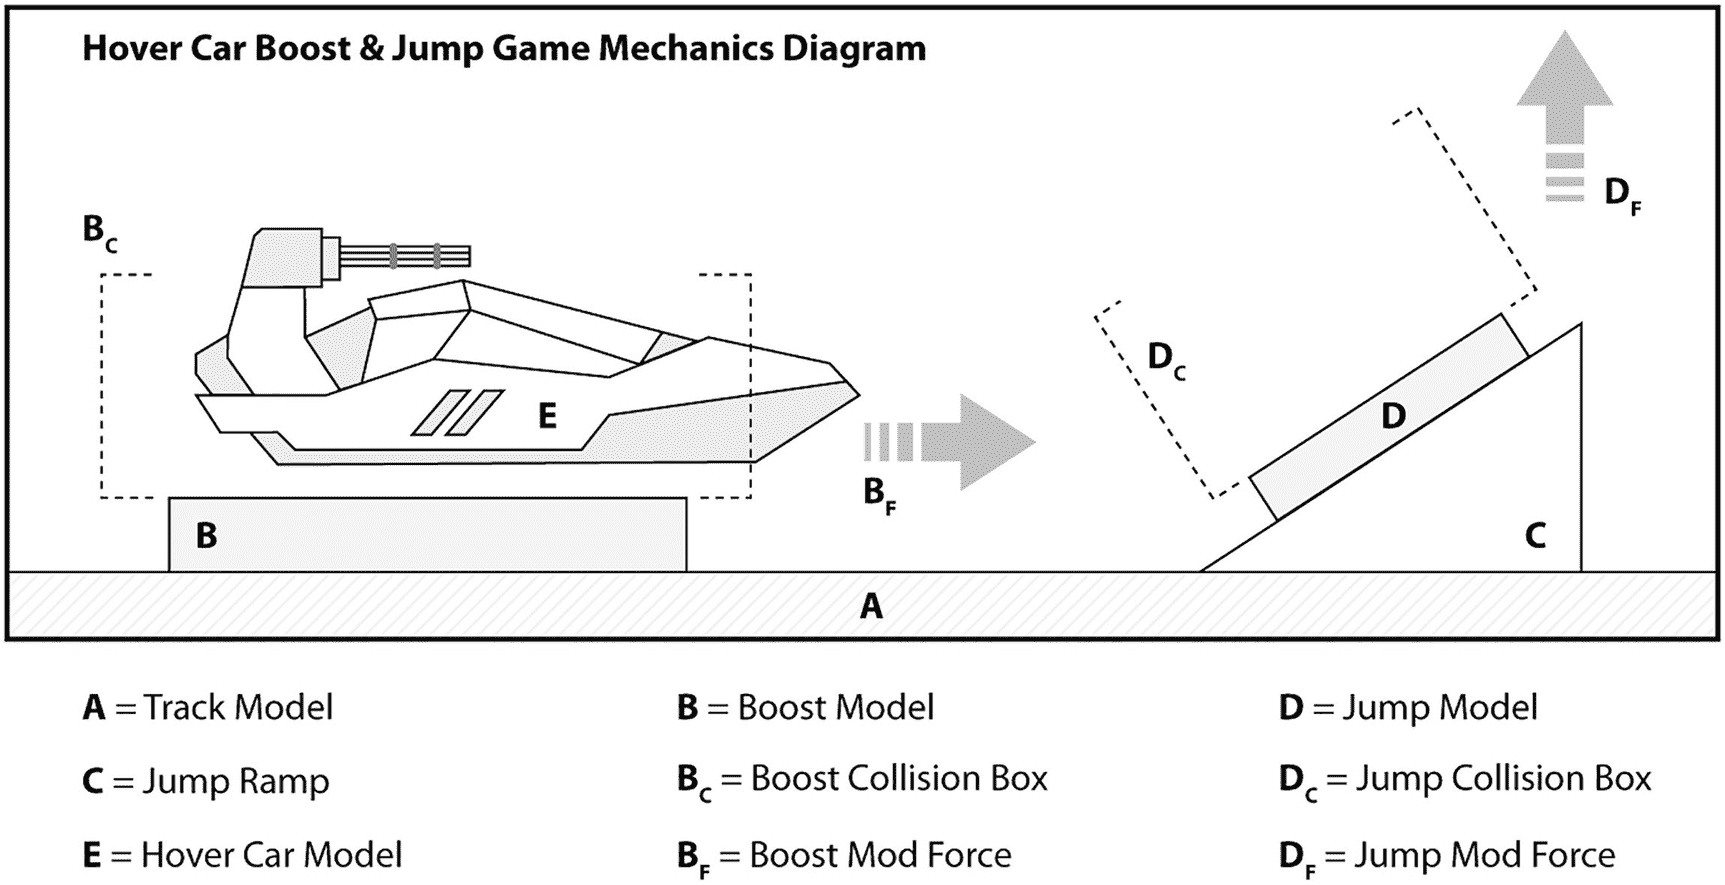 Hover Car Boost & Jump Game Mechanics Diagram
D_F
B_C
D_C
D
E
B_F
B
C
A
A = Track Model
B = Boost Model
D = Jump Model
C = Jump Ramp
B_C = Boost Collision Box
D_C = Jump Collision Box
E = Hover Car Model
B_F = Boost Mod Force
D_F = Jump Mod Force